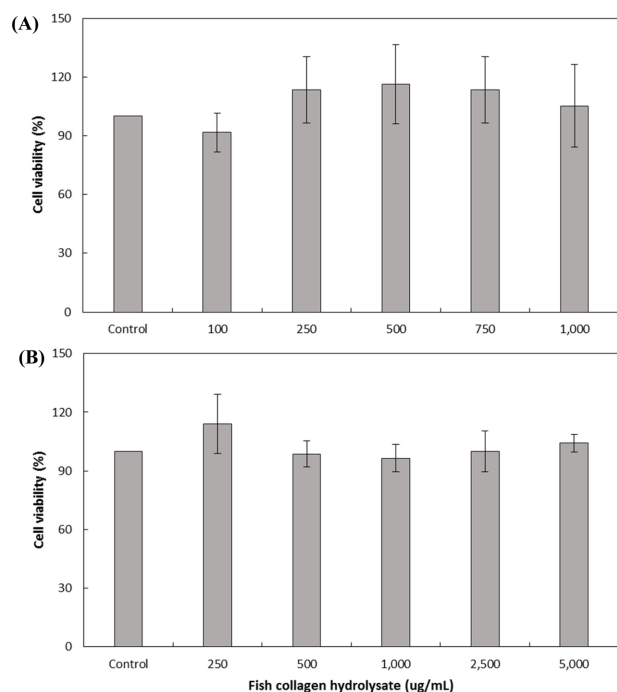 (A)
150
120
90
60
30
0
Cell viability (%)
Control 100 250 500 750 1,000
(B)
150
120
90
60
30
0
Cell viability (%)
Control 250 500 1,000 2,500 5,000
Fish collagen hydrolysate (ug/mL)